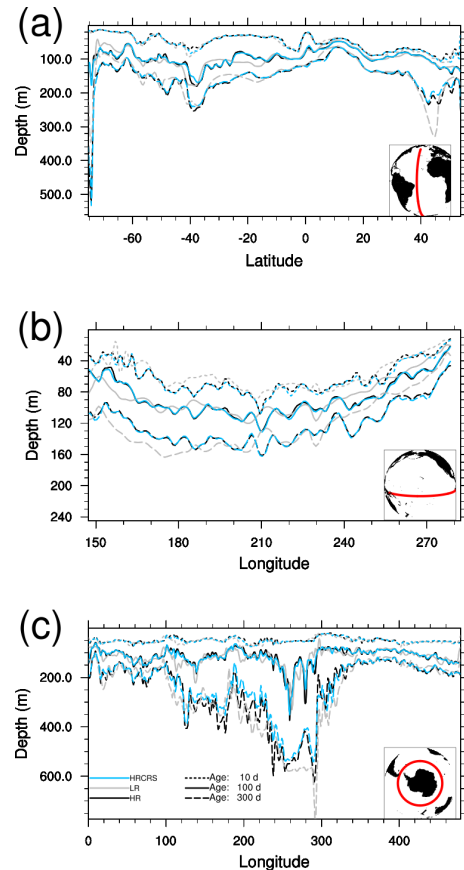 (a)
100.0
200.0
300.0
400.0
500.0
Depth (m)
-60 -40 -20 0 20 40
Latitude
(b)
40
80
120
160
200
240
Depth (m)
150 180 210 240 270
Longitude
(c)
200.0
400.0
600.0
Depth (m)
HRCRS Age: 10 d
LR Age: 100 d
HR Age: 300 d
0 100 200 300 400
Longitude